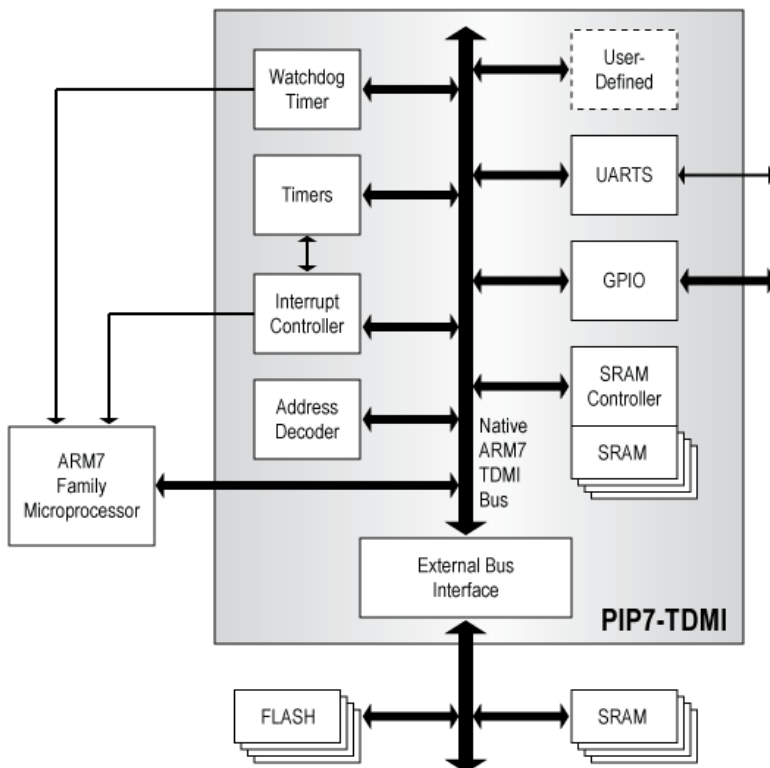 Watchdog
Timer
User-
Defined
Timers
UARTS
Interrupt
Controller
GPIO
SRAM
Controller
Address
Decoder
SRAM
Native
ARM7
TDMI
Bus
ARM7
Family
Microprocessor
External Bus
Interface
PIP7-TDMI
FLASH
SRAM